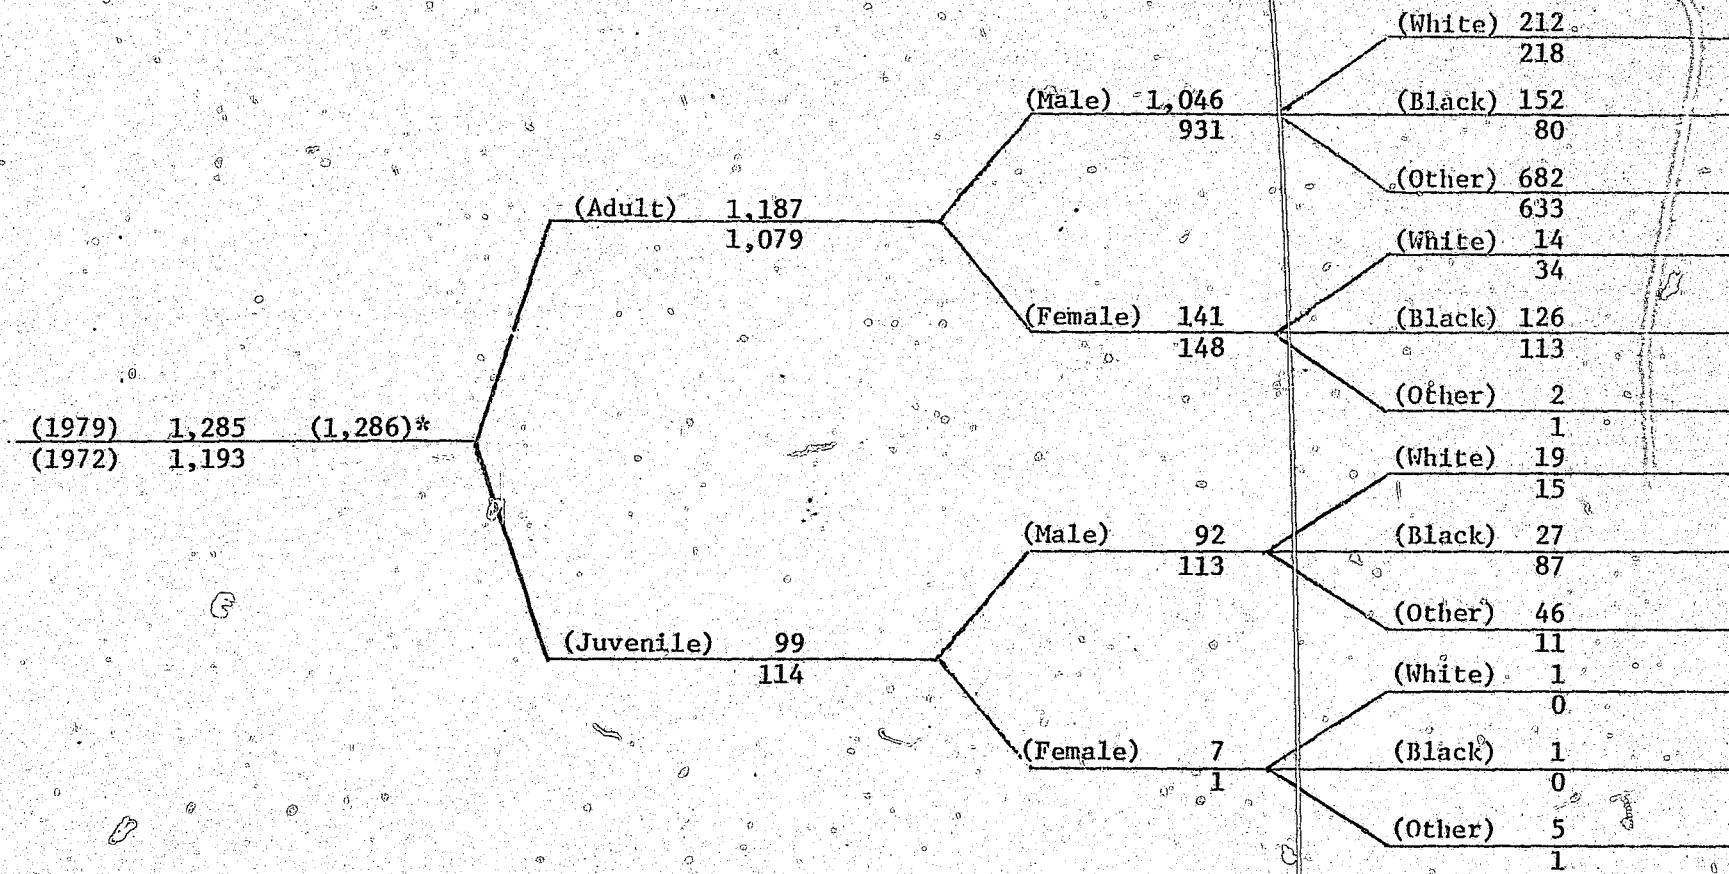 (White) 212
218
(Male) 1,046
931
(Black) 152
80
(Other) 682
633
(Adult) 1,187
1,079
(White) 14
34
(Female) 141
148
(Black) 126
113
(Other) 2
1
(1979) 1,285 (1,286)*
(1972) 1,193
(White) 19
15
(Male) 92
113
(Black) 27
87
(Other) 46
11
(Juvenile) 99
114
(White) 1
0
(Female) 7
1
(Black) 1
0
(Other) 5
1